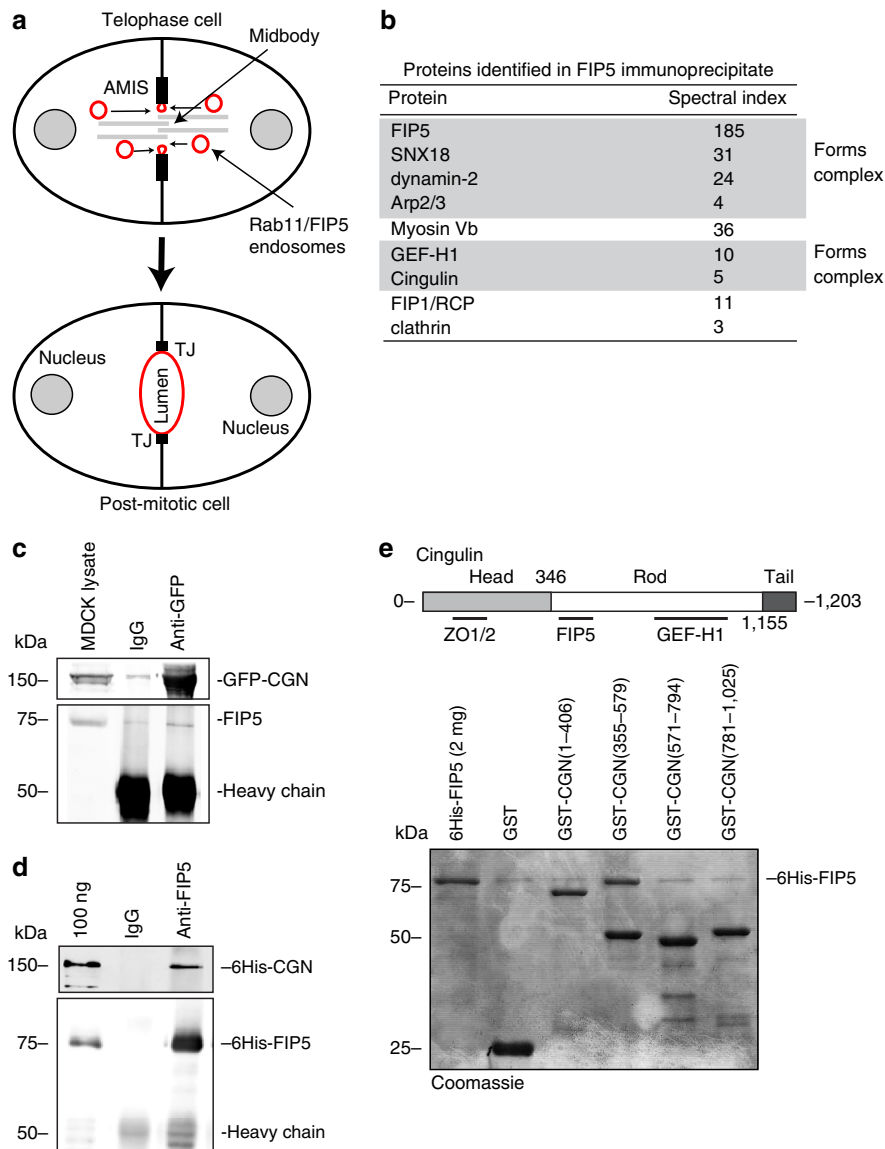 a
Telophase cell
Midbody
AMIS
Rab11/FIP5
endosomes
Nucleus
TJ
Lumen
TJ
Nucleus
Post-mitotic cell
b
Proteins identified in FIP5 immunoprecipitate
Protein Spectral index
FIP5 185
SNX18 31
dynamin-2 24
Arp2/3 4
Forms
complex
Myosin Vb 36
GEF-H1 10
Cingulin 5
Forms
complex
FIP1/RCP 11
clathrin 3
c
MDCK lysate
IgG
Anti-GFP
kDa
150– -GFP-CGN
75– -FIP5
50– -Heavy chain
d
100 ng
IgG
Anti-FIP5
kDa
150– –6His-CGN
75– –6His-FIP5
50– -Heavy chain
e
Cingulin
Head 346 Rod Tail
0– –1,203
ZO1/2 FIP5 GEF-H1 1,155
6His-FIP5 (2 mg)
GST
GST-CGN(1–406)
GST-CGN(355–579)
GST-CGN(571–794)
GST-CGN(781–1,025)
kDa
75– –6His-FIP5
50–
25–
Coomassie